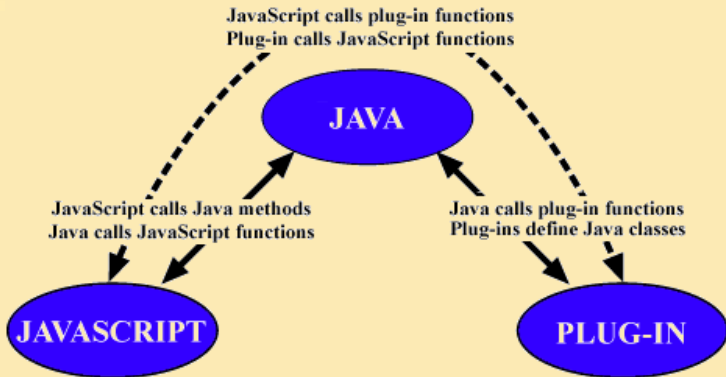 JavaScript calls plug-in functions
Plug-in calls JavaScript functions
JAVA
JavaScript calls Java methods
Java calls JavaScript functions
Java calls plug-in functions
Plug-ins define Java classes
JAVASCRIPT
PLUG-IN